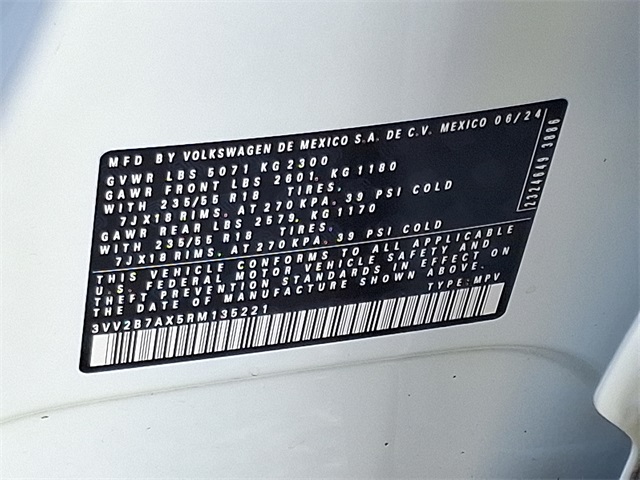 MFD BY VOLKSWAGEN DE MEXICO S.A. DE C.V. MEXICO 06/24
GVWR LBS 5071 KG 2300
GAWR FRONT LBS 2601. KG 1180
WITH 235/55 R18 TIRES.
7JX18 RIMS. AT 270 KPA. 39 PSI COLD
GAWR REAR LBS 2579. KG 1170
WITH 235/55 R18 TIRES.
7JX18 RIMS. AT 270 KPA. 39 PSI COLD
THIS VEHICLE CONFORMS TO ALL APPLICABLE
U.S. FEDERAL MOTOR VEHICLE SAFETY AND
THEFT PREVENTION STANDARDS IN EFFECT ON
THE DATE OF MANUFACTURE SHOWN ABOVE.
3VV2B7AX5RM135221 TYPE: MPV
2324649 3886